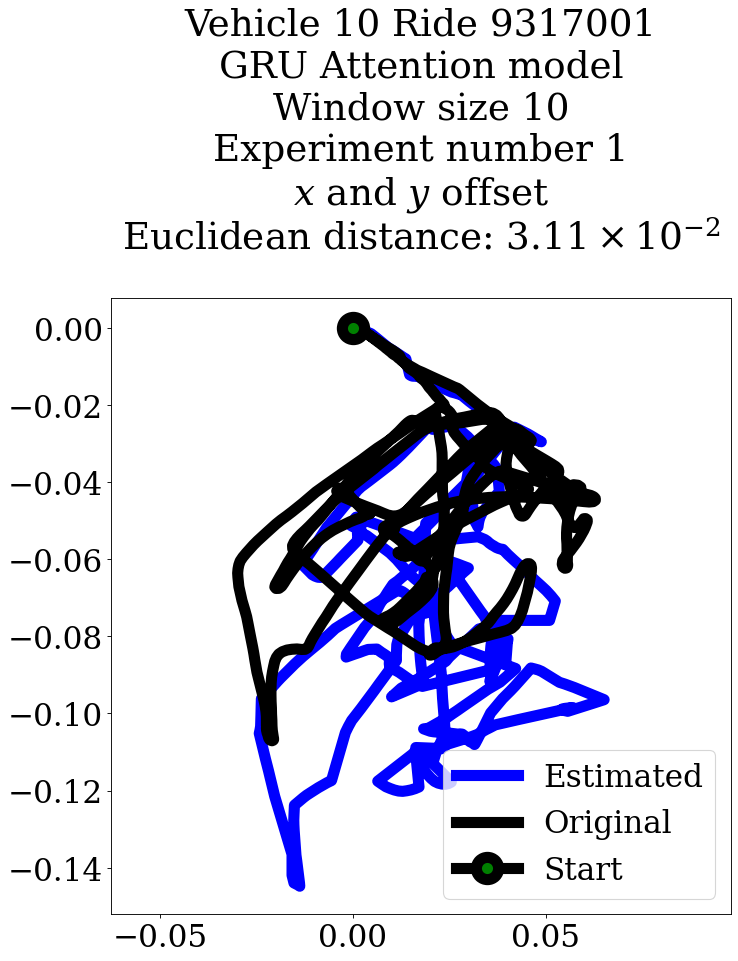 Vehicle 10 Ride 9317001
GRU Attention model
Window size 10
Experiment number 1
x and y offset
Euclidean distance: 3.11 × 10⁻²
0.00
−0.02
−0.04
−0.06
−0.08
−0.10
−0.12
−0.14
Estimated
Original
Start
−0.05
0.00
0.05